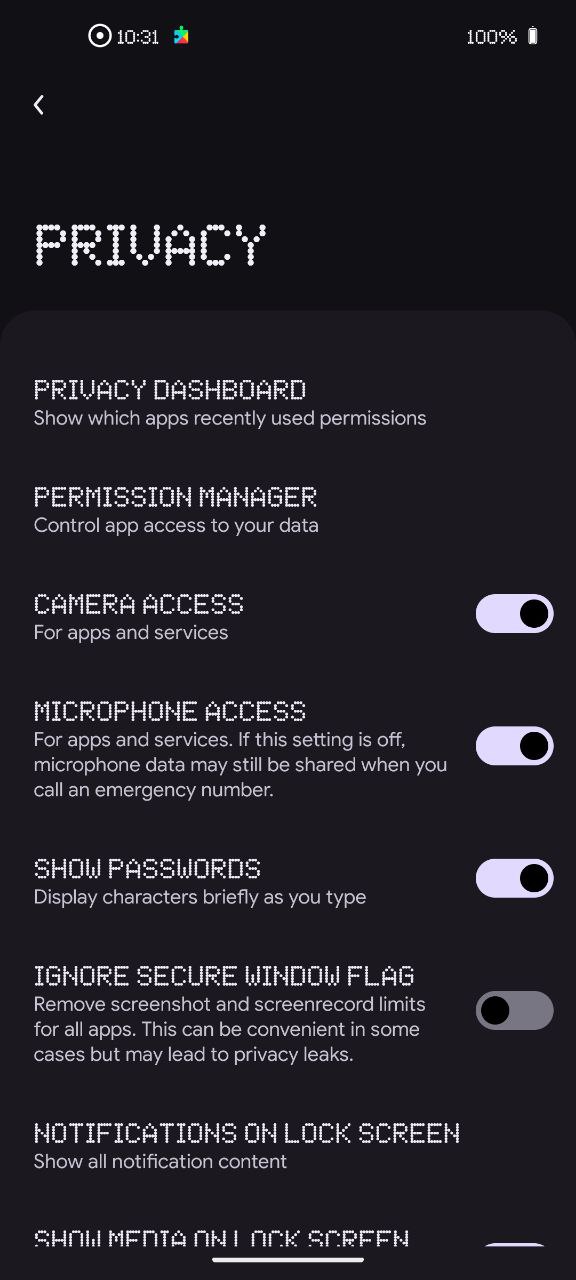 10:31
100%
PRIVACY
PRIVACY DASHBOARD
Show which apps recently used permissions
PERMISSION MANAGER
Control app access to your data
CAMERA ACCESS
For apps and services
MICROPHONE ACCESS
For apps and services. If this setting is off,
microphone data may still be shared when you
call an emergency number.
SHOW PASSWORDS
Display characters briefly as you type
IGNORE SECURE WINDOW FLAG
Remove screenshot and screenrecord limits
for all apps. This can be convenient in some
cases but may lead to privacy leaks.
NOTIFICATIONS ON LOCK SCREEN
Show all notification content
SHOW MEDIA ON LOCK SCREEN